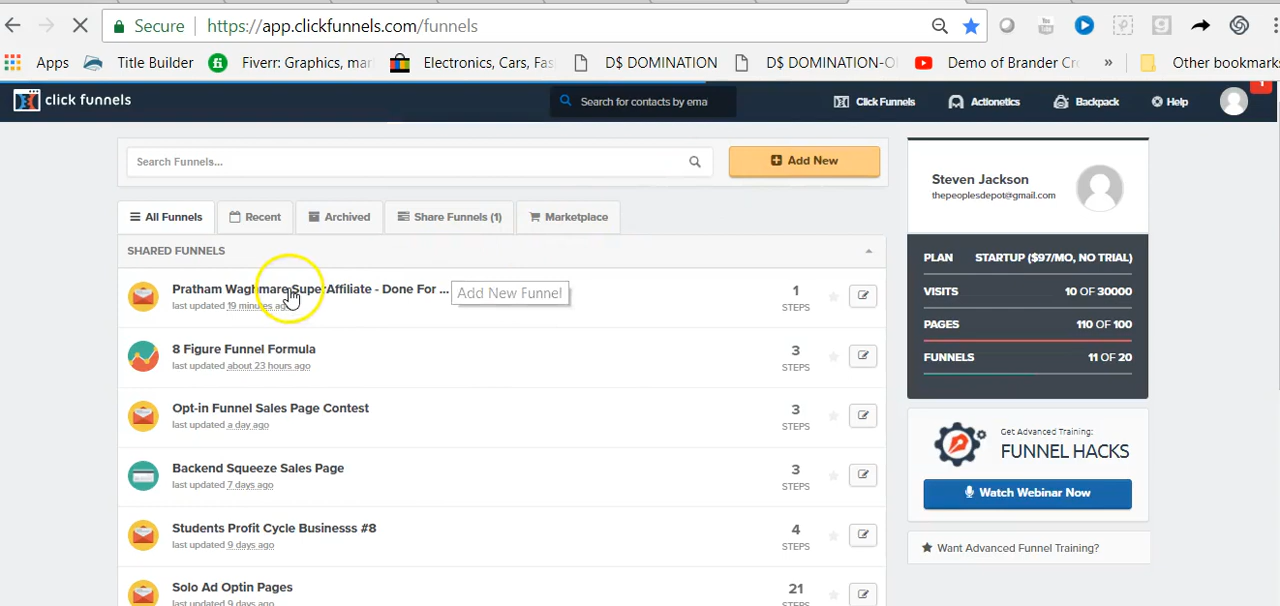 Secure https://app.clickfunnels.com/funnels
Apps Title Builder Fiverr: Graphics, mar Electronics, Cars, Fas D$ DOMINATION D$ DOMINATION-O Demo of Brander Cr » Other bookmarks
click funnels Search for contacts by ema Click Funnels Actionetics Backpack Help 1
Search Funnels... Add New
All Funnels Recent Archived Share Funnels (1) Marketplace
SHARED FUNNELS
Pratham Waghmare SuperAffiliate - Done For ... 1
last updated 19 minutes ago STEPS
Add New Funnel
8 Figure Funnel Formula 3
last updated about 23 hours ago STEPS
Opt-in Funnel Sales Page Contest 3
last updated a day ago STEPS
Backend Squeeze Sales Page 3
last updated 7 days ago STEPS
Students Profit Cycle Businesss #8 4
last updated 9 days ago STEPS
Solo Ad Optin Pages 21
last updated 9 days ago STEPS
Steven Jackson
thepeoplesdepot@gmail.com
PLAN STARTUP ($97/MO, NO TRIAL)
VISITS 10 OF 30000
PAGES 110 OF 100
FUNNELS 11 OF 20
Get Advanced Training:
FUNNEL HACKS
Watch Webinar Now
Want Advanced Funnel Training?